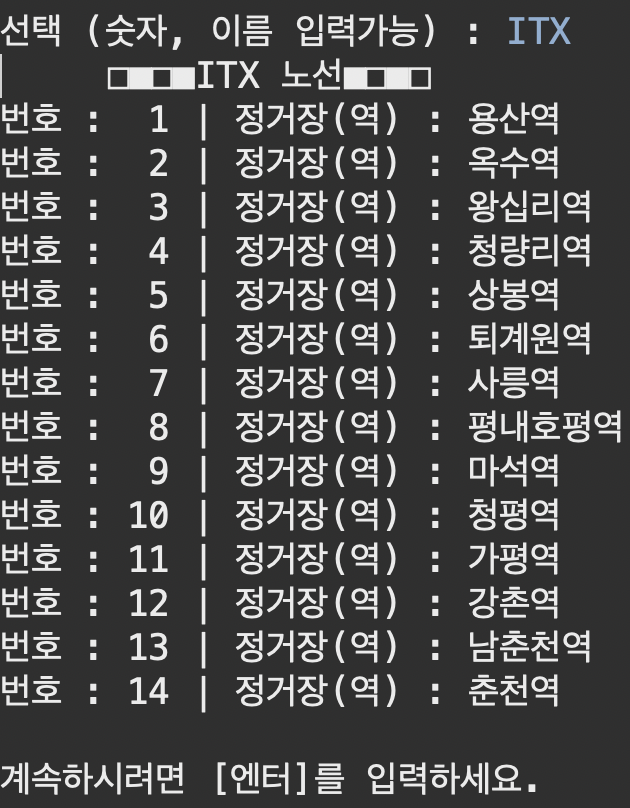 선택 (숫자, 이름 입력가능) : ITX
□■□■ITX 노선■□■□
번호 :  1 | 정거장(역) : 용산역
번호 :  2 | 정거장(역) : 옥수역
번호 :  3 | 정거장(역) : 왕십리역
번호 :  4 | 정거장(역) : 청량리역
번호 :  5 | 정거장(역) : 상봉역
번호 :  6 | 정거장(역) : 퇴계원역
번호 :  7 | 정거장(역) : 사릉역
번호 :  8 | 정거장(역) : 평내호평역
번호 :  9 | 정거장(역) : 마석역
번호 : 10 | 정거장(역) : 청평역
번호 : 11 | 정거장(역) : 가평역
번호 : 12 | 정거장(역) : 강촌역
번호 : 13 | 정거장(역) : 남춘천역
번호 : 14 | 정거장(역) : 춘천역
계속하시려면 [엔터]를 입력하세요.